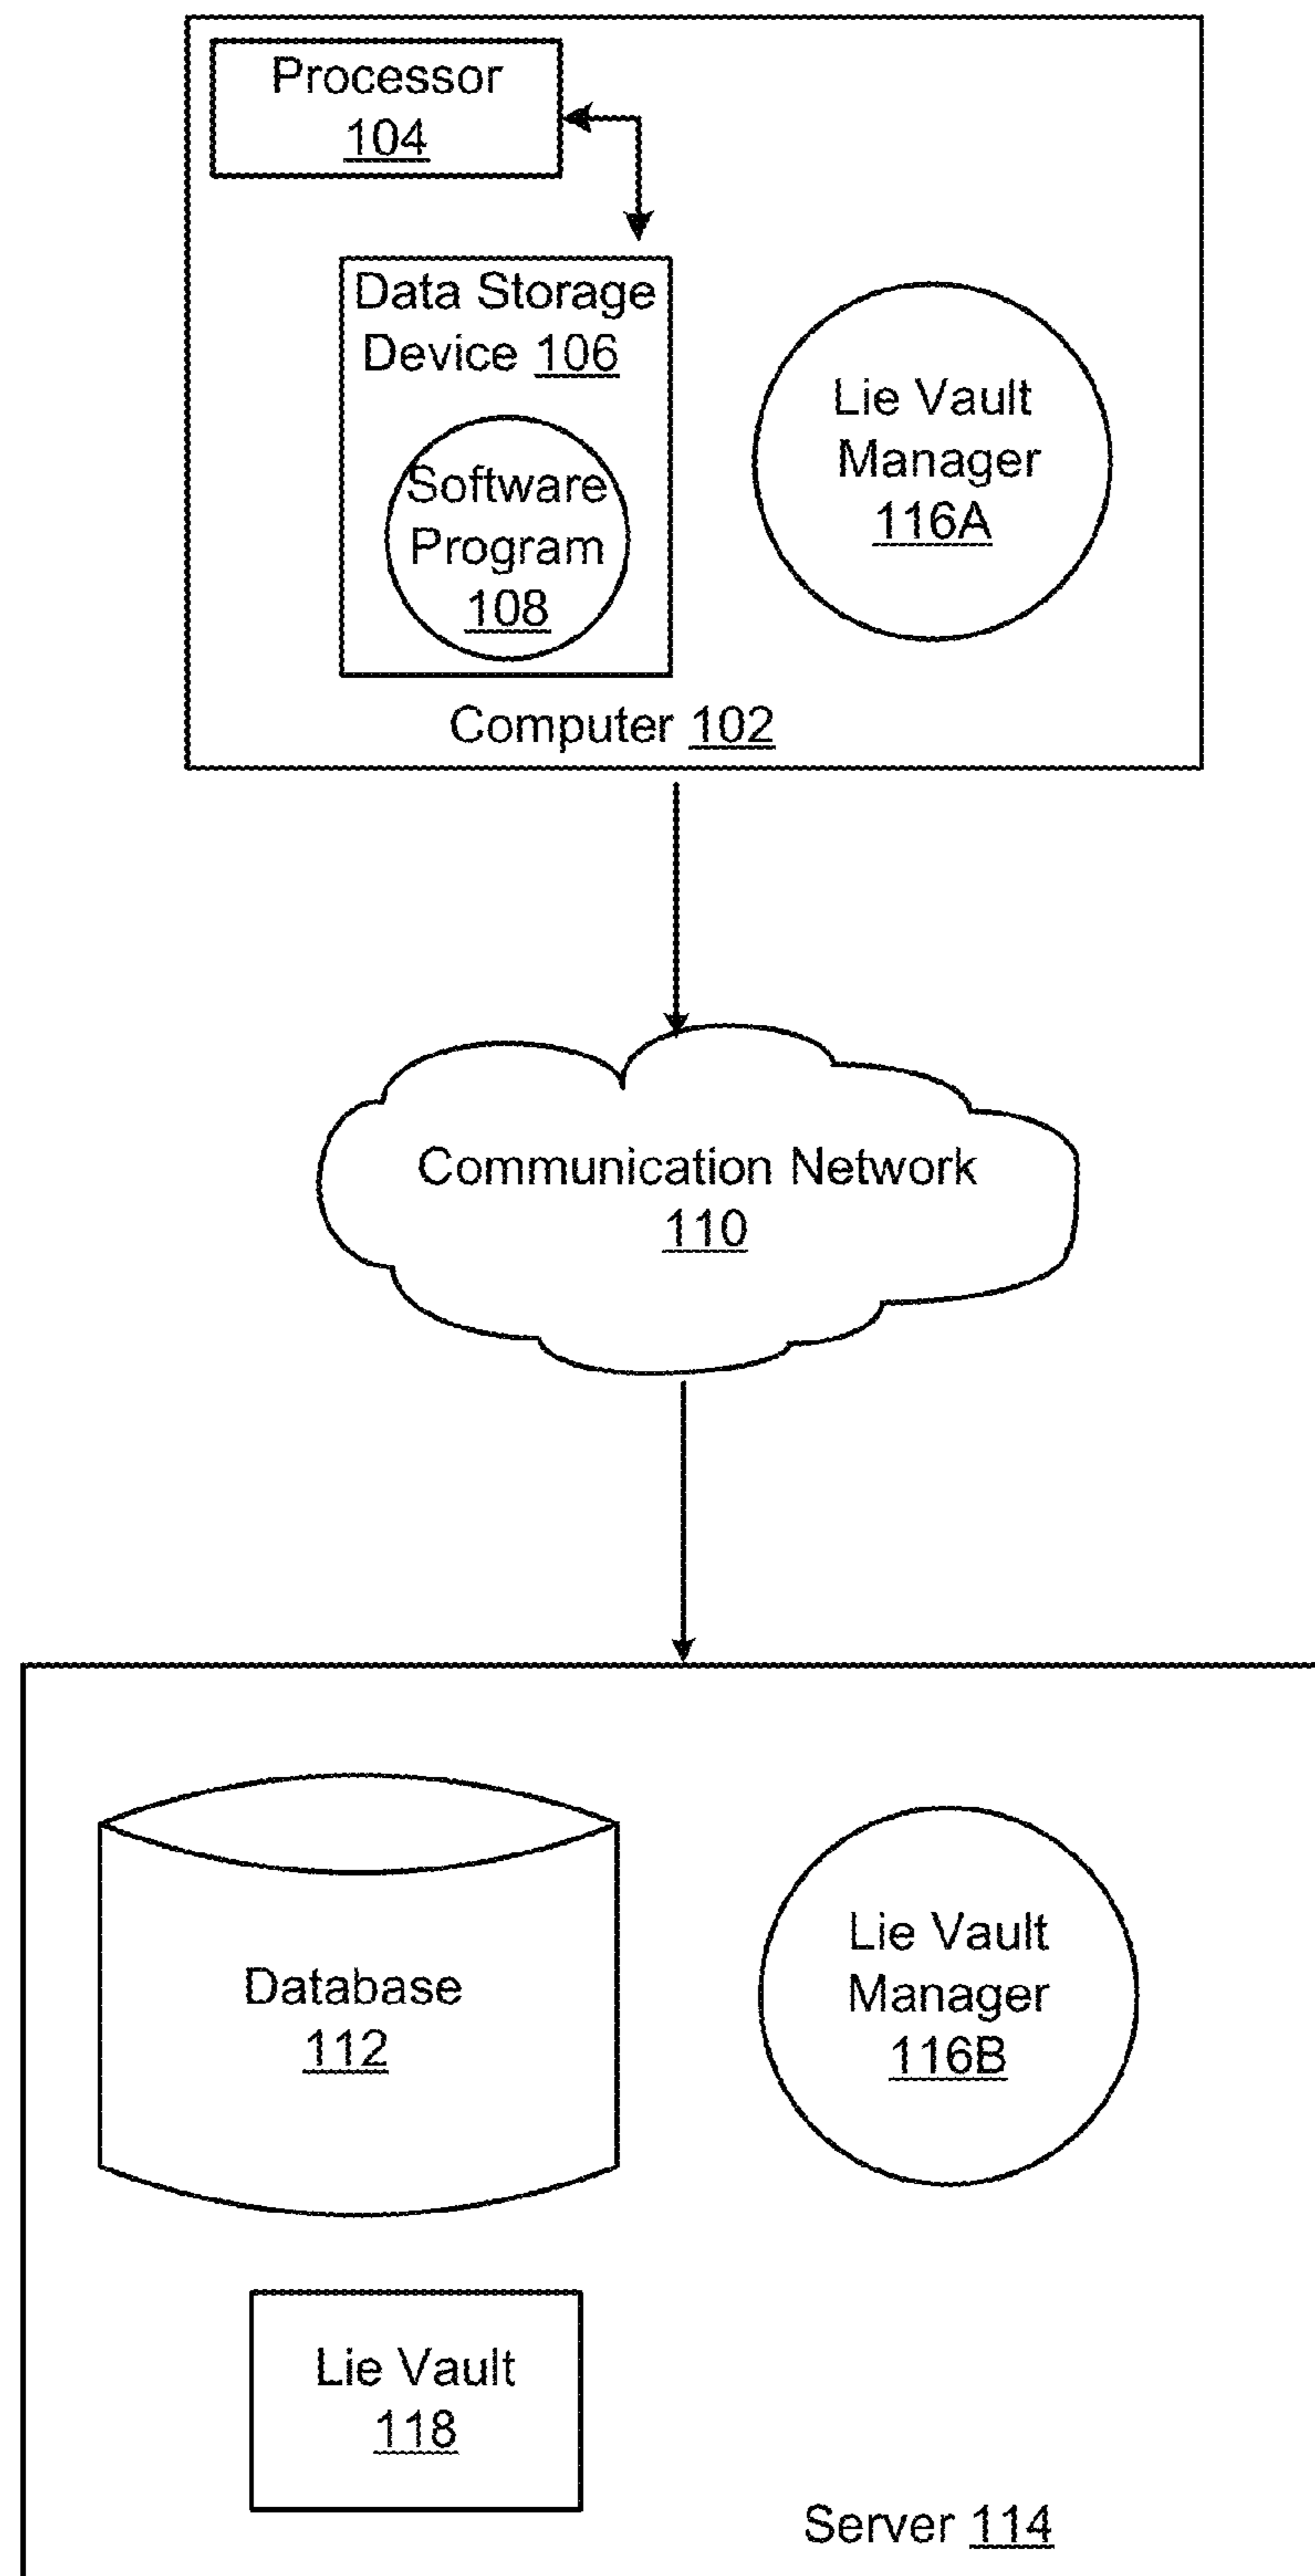 Processor
104
Data Storage
Device 106
Software
Program
108
Lie Vault
Manager
116A
Computer 102
Communication Network
110
Database
112
Lie Vault
Manager
116B
Lie Vault
118
Server 114